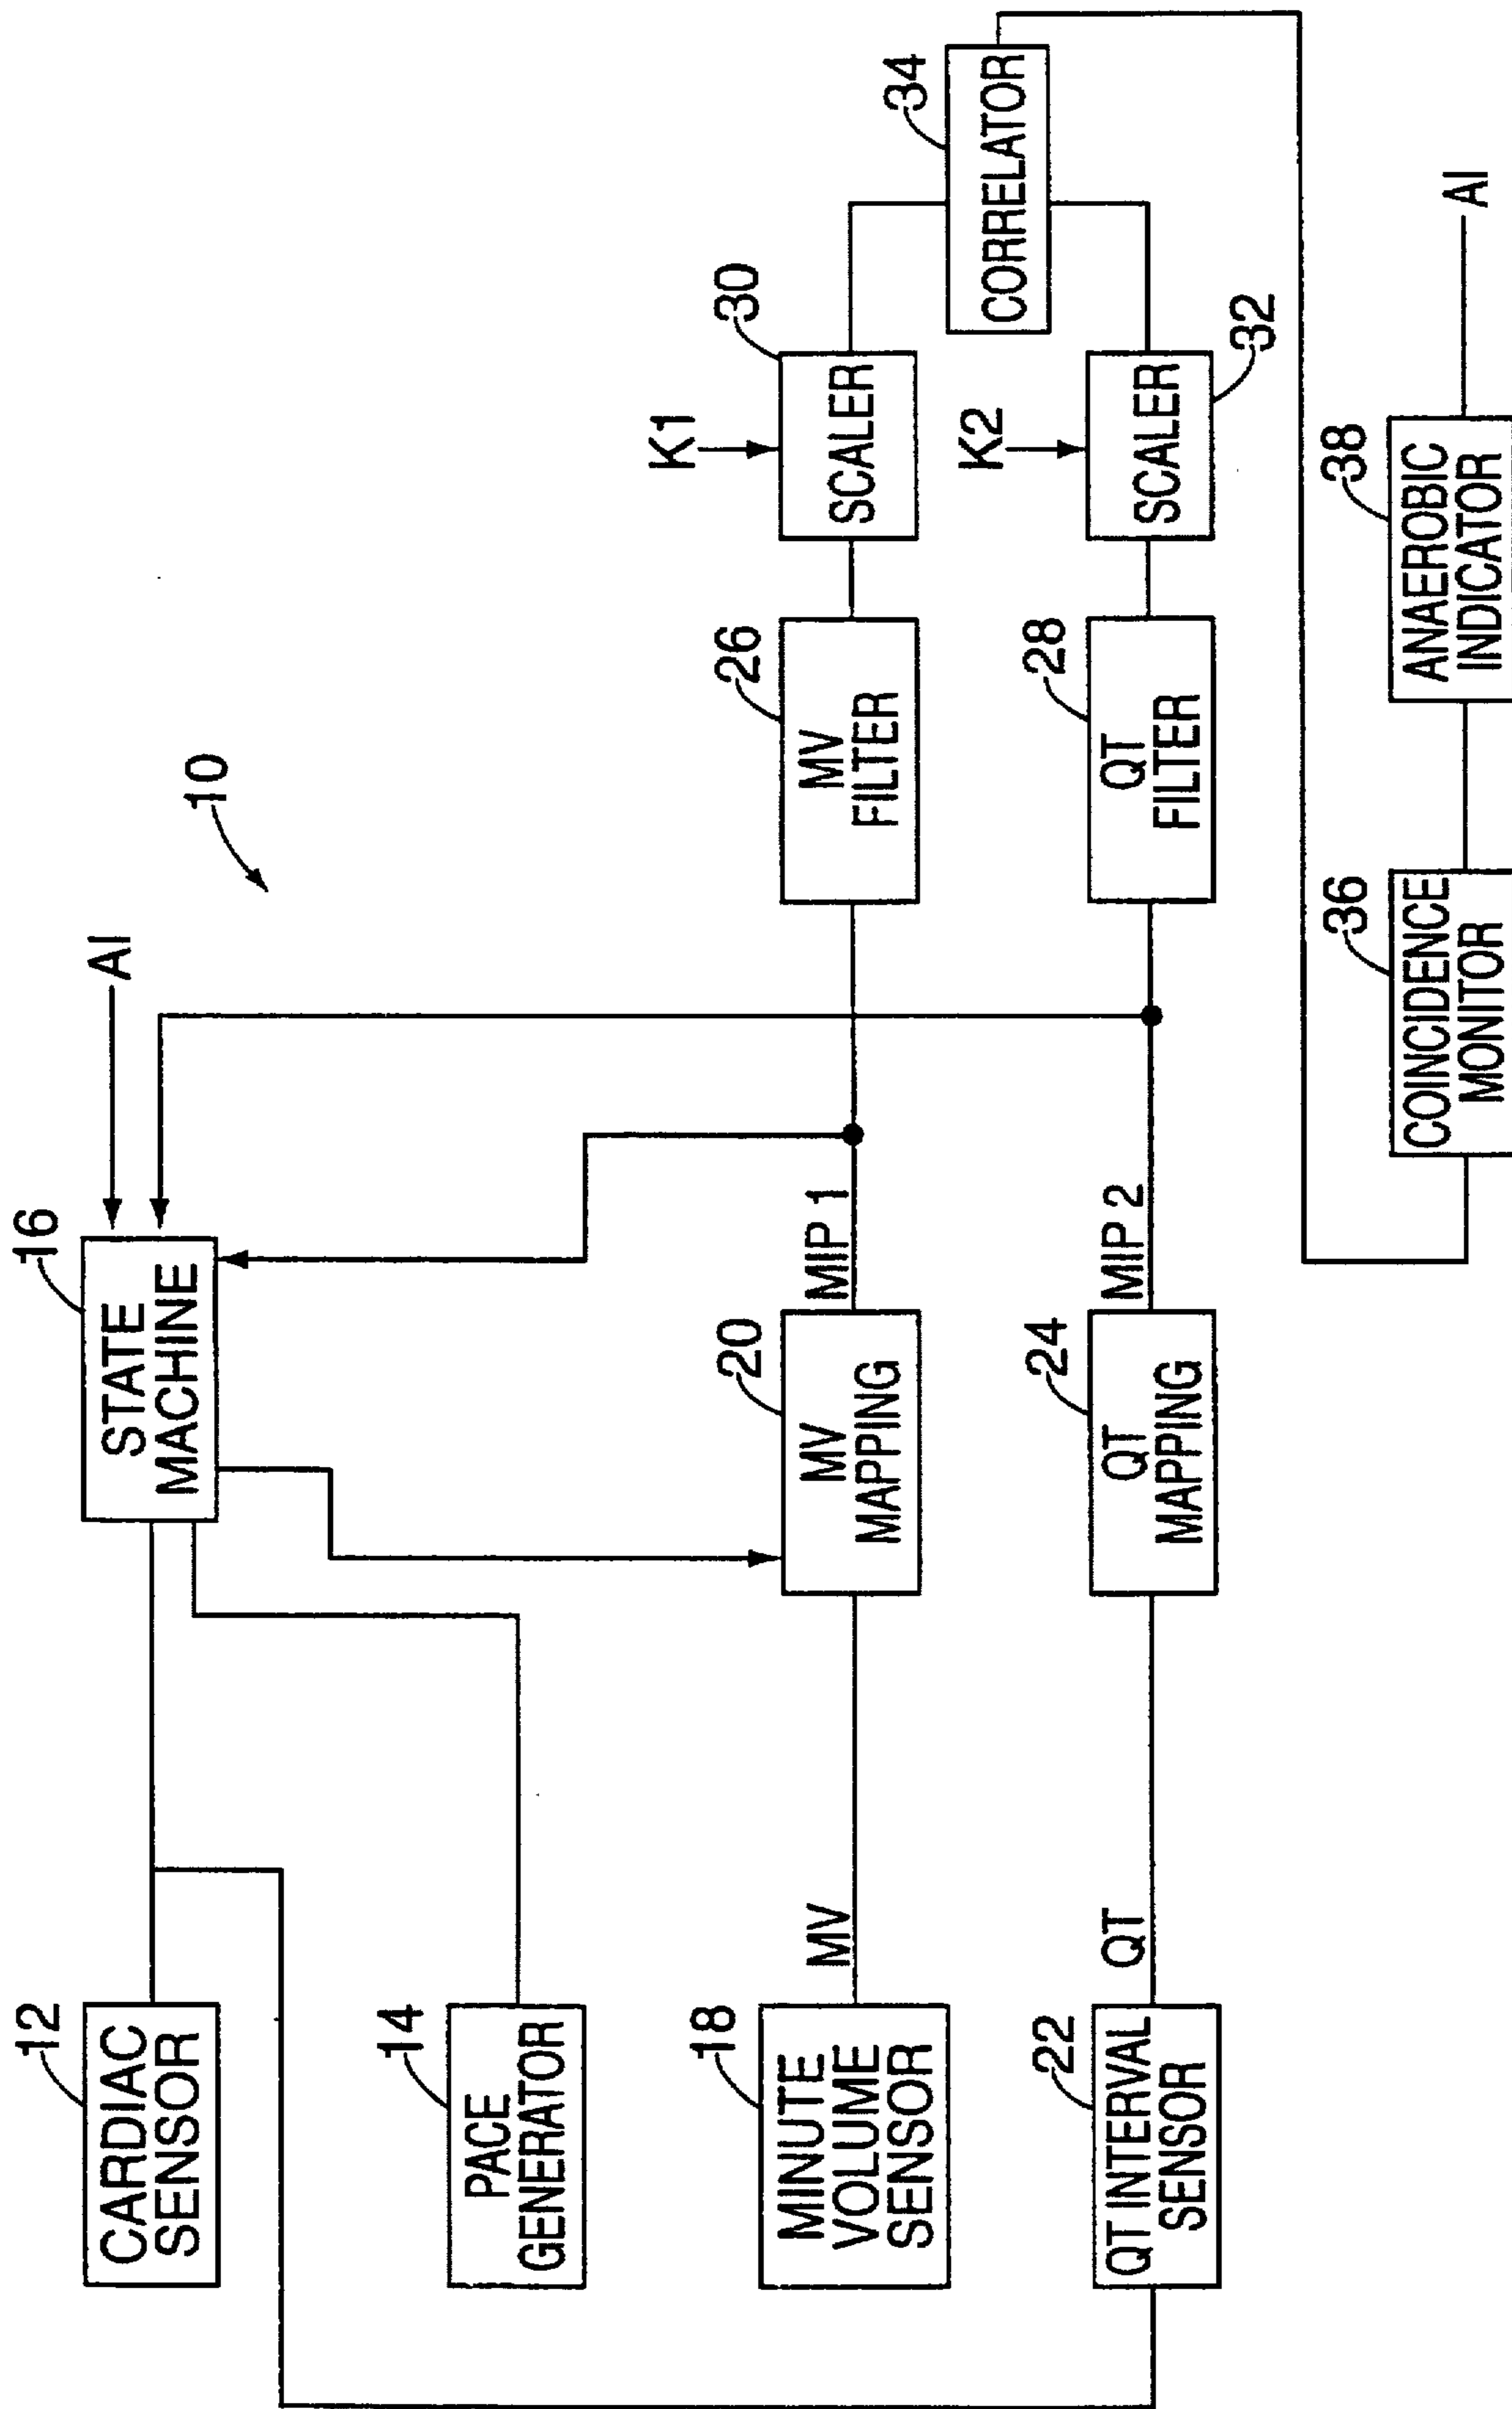 10
12
CARDIAC
SENSOR
16
STATE
MACHINE
AI
14
PACE
GENERATOR
18
MINUTE
VOLUME
SENSOR
MV
20
MV
MAPPING
MIP 1
26
MV
FILTER
K1
30
SCALER
34
CORRELATOR
22
QT INTERVAL
SENSOR
QT
24
QT
MAPPING
MIP 2
28
QT
FILTER
K2
SCALER
32
36
COINCIDENCE
MONITOR
38
ANAEROBIC
INDICATOR
AI